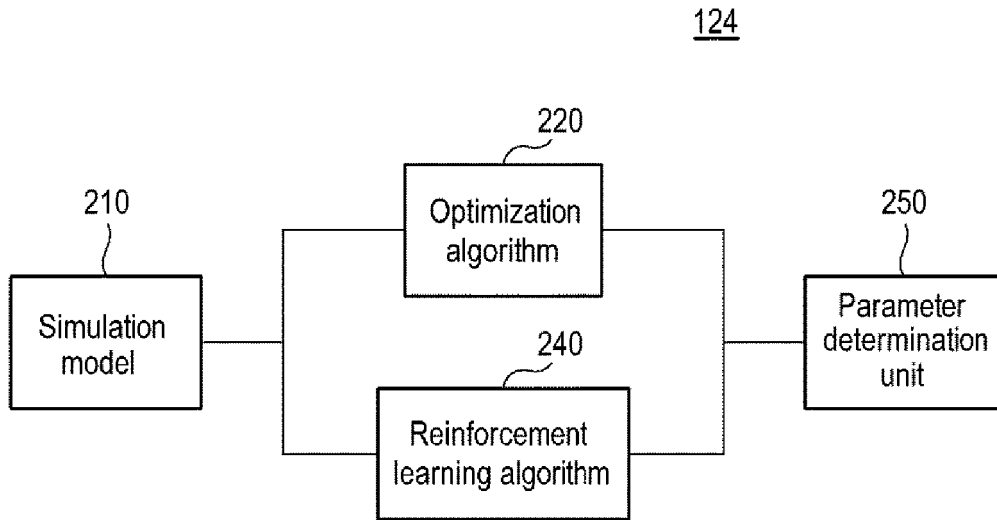 124
220
Optimization
algorithm
210
Simulation
model
250
Parameter
determination
unit
240
Reinforcement
learning algorithm